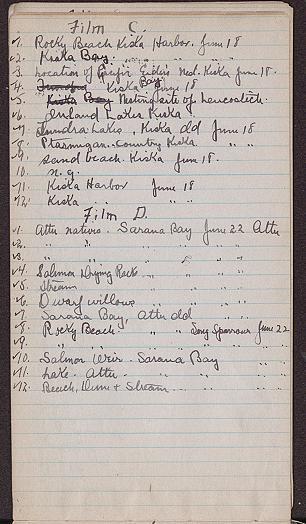 Film C.
1. Rocky Beach Kiska Harbor. June 18
2. Kiska Bay. " " "
3. Location of Pacific Eider's Nest. Kiska June 18.
4. Tundra Kiska Bay June 18
5. Kiska Bay Nesting site of Leucosticte.
6. Inland Lakes Kiska
7. Tundra Lakes, Kiska dd June 18
8. Ptarmigan country Kiska " "
9. Sand beach. Kiska June 18.
10. n.g.
11. Kiska Harbor June 18
12. Kiska " "
Film D.
1. Attu natives. Sarana Bay June 22 Attu
2. " " " " "
3. " " " "
4. Salmon Drying Racks " " "
5. Stream " " "
6. Dwarf willows " " "
7. Sarana Bay, Attu dd " "
8. Rocky Beach " " Song Sparrow June 22
9. " " " " "
10. Salmon Weir. Sarana Bay " "
11. Lake. Attu " " "
12. Beach, Dune + Stream " " "